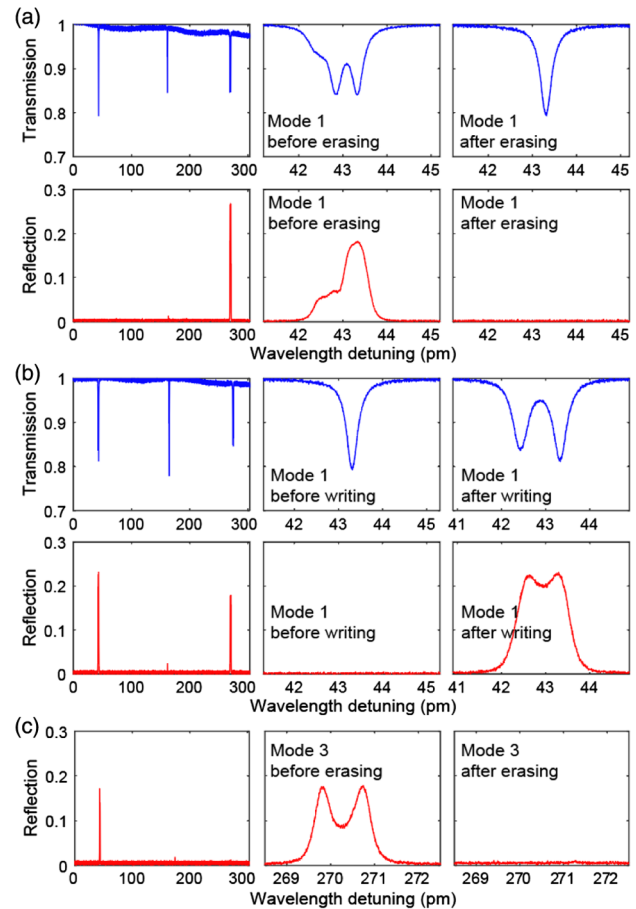 (a)
Transmission
1
0.9
0.8
0.7
0 100 200 300
Mode 1
before erasing
42 43 44 45
Mode 1
after erasing
42 43 44 45
Reflection
0.3
0.2
0.1
0
0 100 200 300
Mode 1
before erasing
42 43 44 45
Mode 1
after erasing
42 43 44 45
Wavelength detuning (pm)
(b)
Transmission
1
0.9
0.8
0.7
0 100 200 300
Mode 1
before writing
42 43 44 45
Mode 1
after writing
41 42 43 44
Reflection
0.3
0.2
0.1
0
0 100 200 300
Mode 1
before writing
42 43 44 45
Mode 1
after writing
41 42 43 44
Wavelength detuning (pm)
(c)
Reflection
0.3
0.2
0.1
0
0 100 200 300
Mode 3
before erasing
269 270 271 272
Mode 3
after erasing
269 270 271 272
Wavelength detuning (pm)